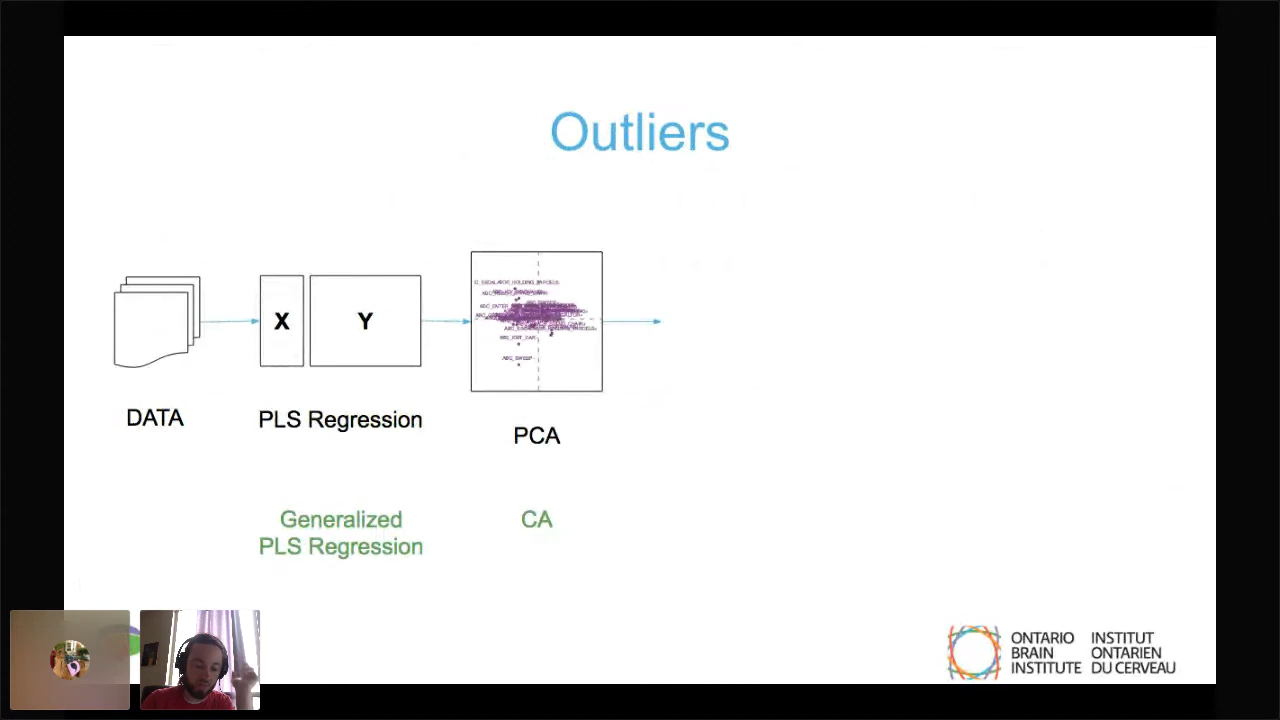 Outliers
X
Y
DATA
PLS Regression
PCA
Generalized
PLS Regression
CA
ONTARIO
BRAIN
INSTITUTE
INSTITUT
ONTARIEN
DU CERVEAU